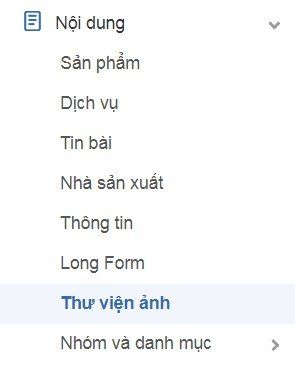 Nội dung
Sản phẩm
Dịch vụ
Tin bài
Nhà sản xuất
Thông tin
Long Form
Thư viện ảnh
Nhóm và danh mục